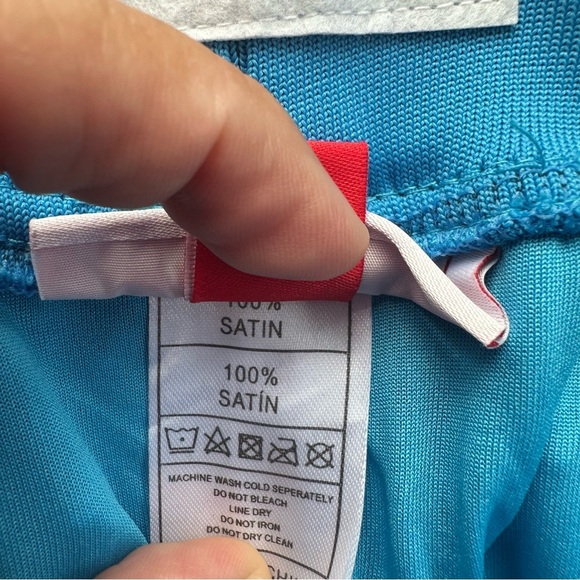 100%
SATIN
100%
SATÍN
MACHINE WASH COLD SEPERATELY
DO NOT BLEACH
LINE DRY
DO NOT IRON
DO NOT DRY CLEAN